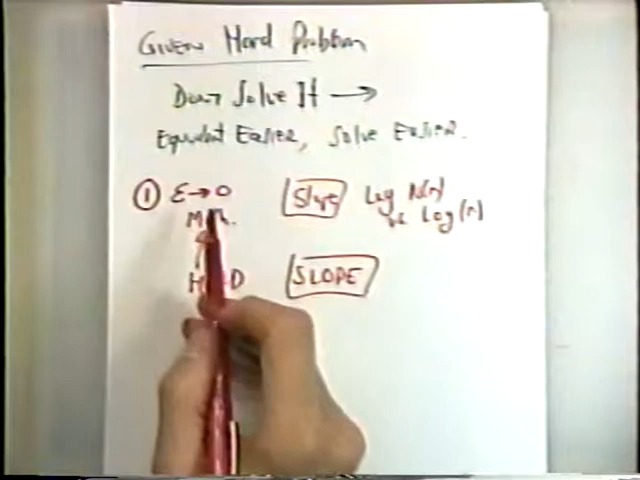 Given Hard Problem
Don't Solve It →
Equivalent Easier, Solve Easier.
① ε→0 Slope Log N(r)
vs Log(r)
SLOPE